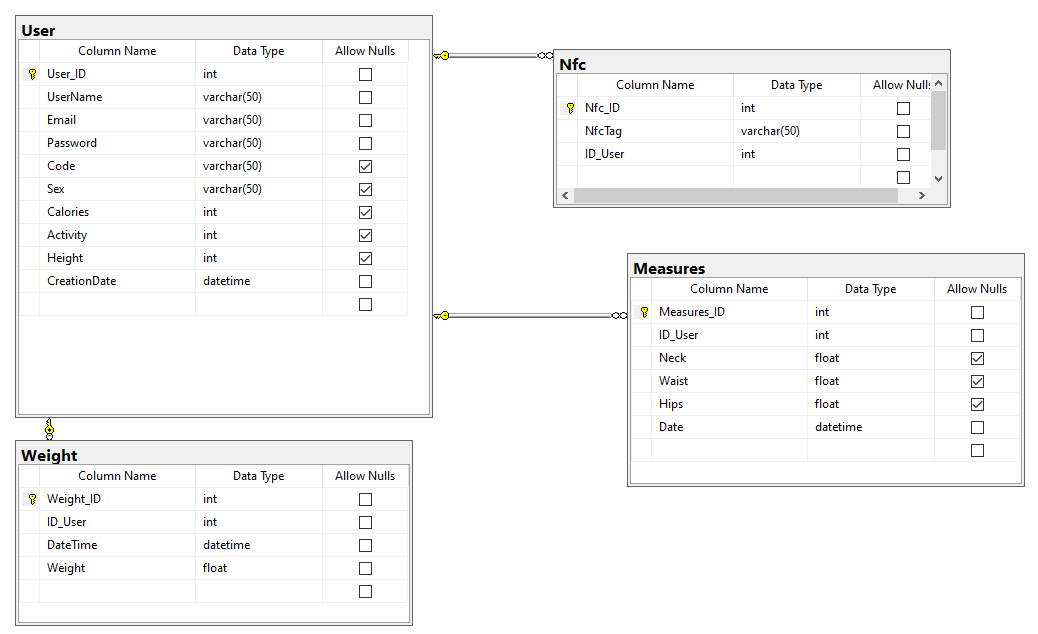 User
Column Name Data Type Allow Nulls
User_ID int
UserName varchar(50)
Email varchar(50)
Password varchar(50)
Code varchar(50)
Sex varchar(50)
Calories int
Activity int
Height int
CreationDate datetime
Nfc
Column Name Data Type Allow Nulls
Nfc_ID int
NfcTag varchar(50)
ID_User int
Measures
Column Name Data Type Allow Nulls
Measures_ID int
ID_User int
Neck float
Waist float
Hips float
Date datetime
Weight
Column Name Data Type Allow Nulls
Weight_ID int
ID_User int
DateTime datetime
Weight float